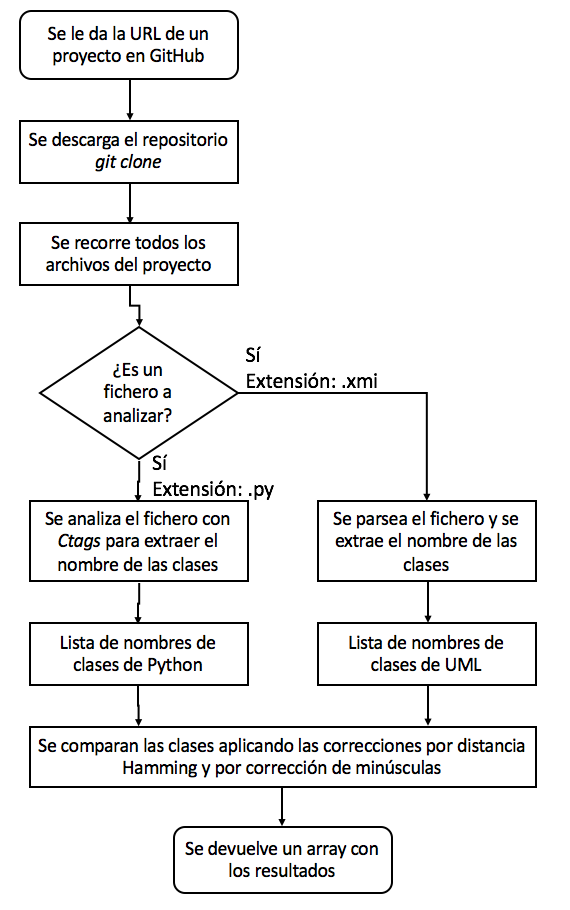 Se le da la URL de un
proyecto en GitHub
Se descarga el repositorio
git clone
Se recorre todos los
archivos del proyecto
¿Es un
fichero a
analizar?
Sí
Extensión: .xmi
Sí
Extensión: .py
Se analiza el fichero con
Ctags para extraer el
nombre de las clases
Se parsea el fichero y se
extrae el nombre de las
clases
Lista de nombres de
clases de Python
Lista de nombres de
clases de UML
Se comparan las clases aplicando las correcciones por distancia
Hamming y por corrección de minúsculas
Se devuelve un array con
los resultados